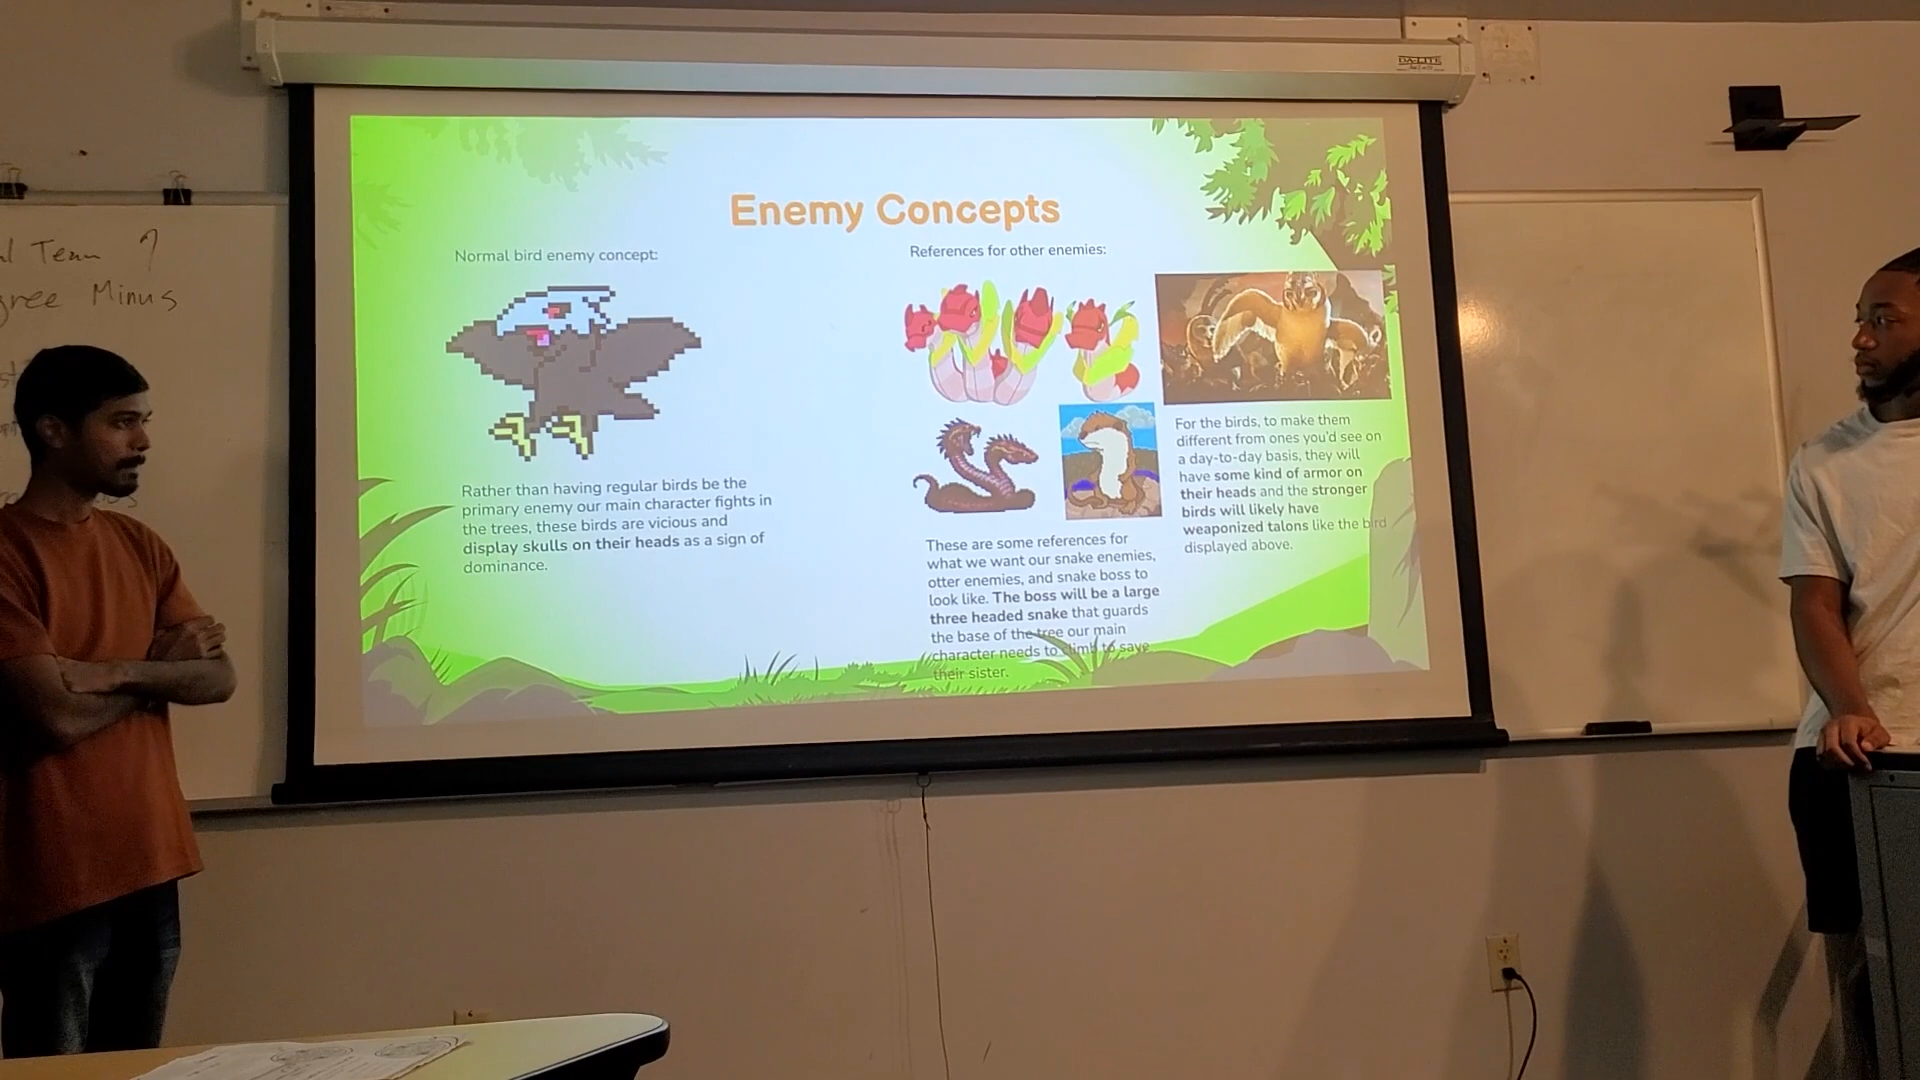 DA-LITE
Team ?
Minus
Enemy Concepts
Normal bird enemy concept:
Rather than having regular birds be the
primary enemy our main character fights in
the trees, these birds are vicious and
display skulls on their heads as a sign of
dominance.
References for other enemies:
These are some references for
what we want our snake enemies,
otter enemies, and snake boss to
look like. The boss will be a large
three headed snake that guards
the base of the tree our main
character needs to climb to save
their sister.
For the birds, to make them
different from ones you'd see on
a day-to-day basis, they will
have some kind of armor on
their heads and the stronger
birds will likely have
weaponized talons like the bird
displayed above.